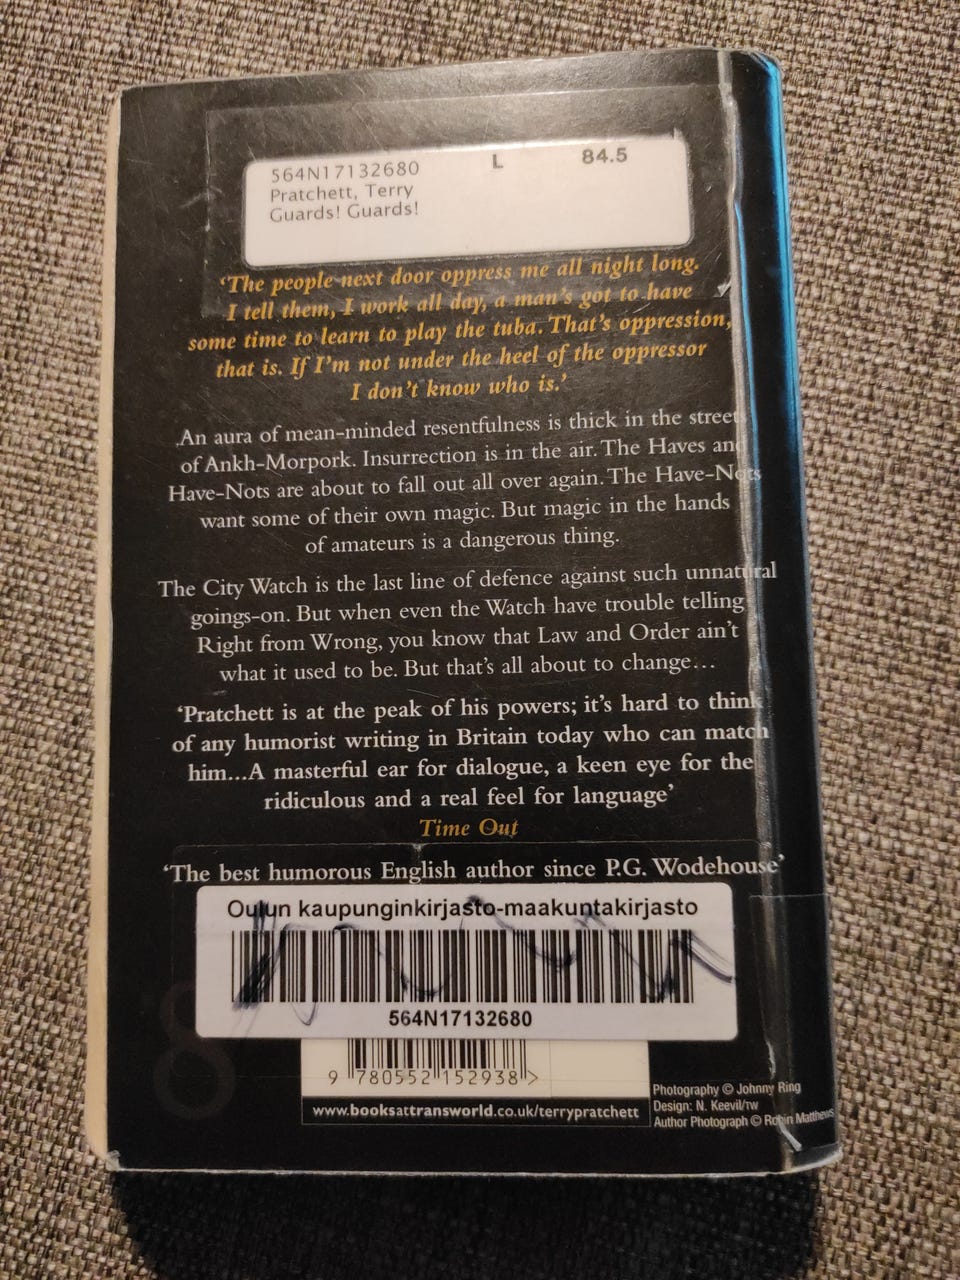 564N17132680 L 84.5
Pratchett, Terry
Guards! Guards!
‘The people next door oppress me all night long.
I tell them, I work all day, a man’s got to have
some time to learn to play the tuba. That’s oppression,
that is. If I’m not under the heel of the oppressor
I don’t know who is.’
An aura of mean-minded resentfulness is thick in the streets
of Ankh-Morpork. Insurrection is in the air. The Haves and
Have-Nots are about to fall out all over again. The Have-Nots
want some of their own magic. But magic in the hands
of amateurs is a dangerous thing.
The City Watch is the last line of defence against such unnatural
goings-on. But when even the Watch have trouble telling
Right from Wrong, you know that Law and Order ain’t
what it used to be. But that’s all about to change...
‘Pratchett is at the peak of his powers; it’s hard to think
of any humorist writing in Britain today who can match
him...A masterful ear for dialogue, a keen eye for the
ridiculous and a real feel for language’
Time Out
‘The best humorous English author since P.G. Wodehouse’
Oulun kaupunginkirjasto-maakuntakirjasto
564N17132680
8
9 780552 152938 >
www.booksattransworld.co.uk/terrypratchett
Photography © Johnny Ring
Design: N. Keevil/TW
Author Photograph © Robin Matthews